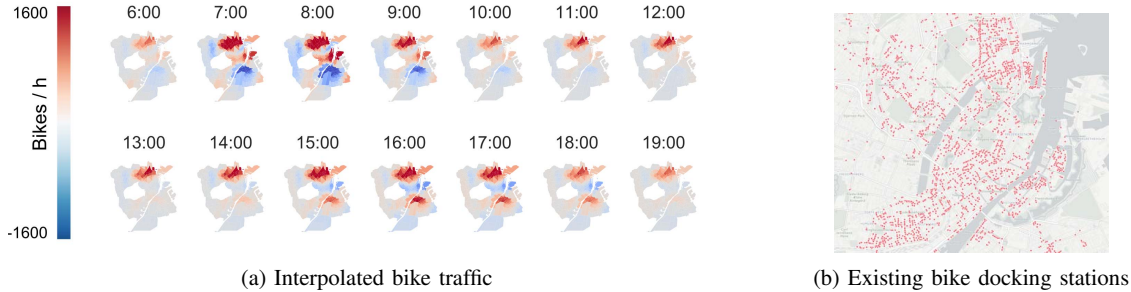 1600
6:00 7:00 8:00 9:00 10:00 11:00 12:00
Bikes / h
13:00 14:00 15:00 16:00 17:00 18:00 19:00
-1600
(a) Interpolated bike traffic
(b) Existing bike docking stations